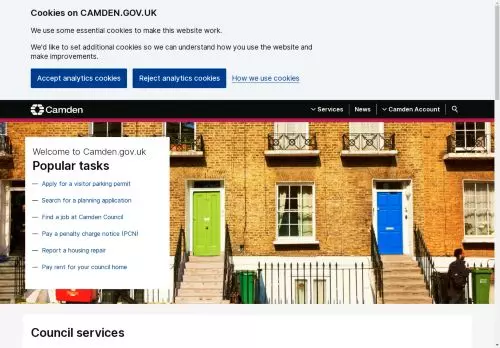 Cookies on CAMDEN.GOV.UK
We use some essential cookies to make this website work.
We'd like to set additional cookies so we can understand how you use the website and
make improvements.
Accept analytics cookies
Reject analytics cookies
How we use cookies
Camden
Services
News
Camden Account
Welcome to Camden.gov.uk
Popular tasks
— Apply for a visitor parking permit
— Search for a planning application
— Find a job at Camden Council
— Pay a penalty charge notice (PCN)
— Report a housing repair
— Pay rent for your council home
Council services